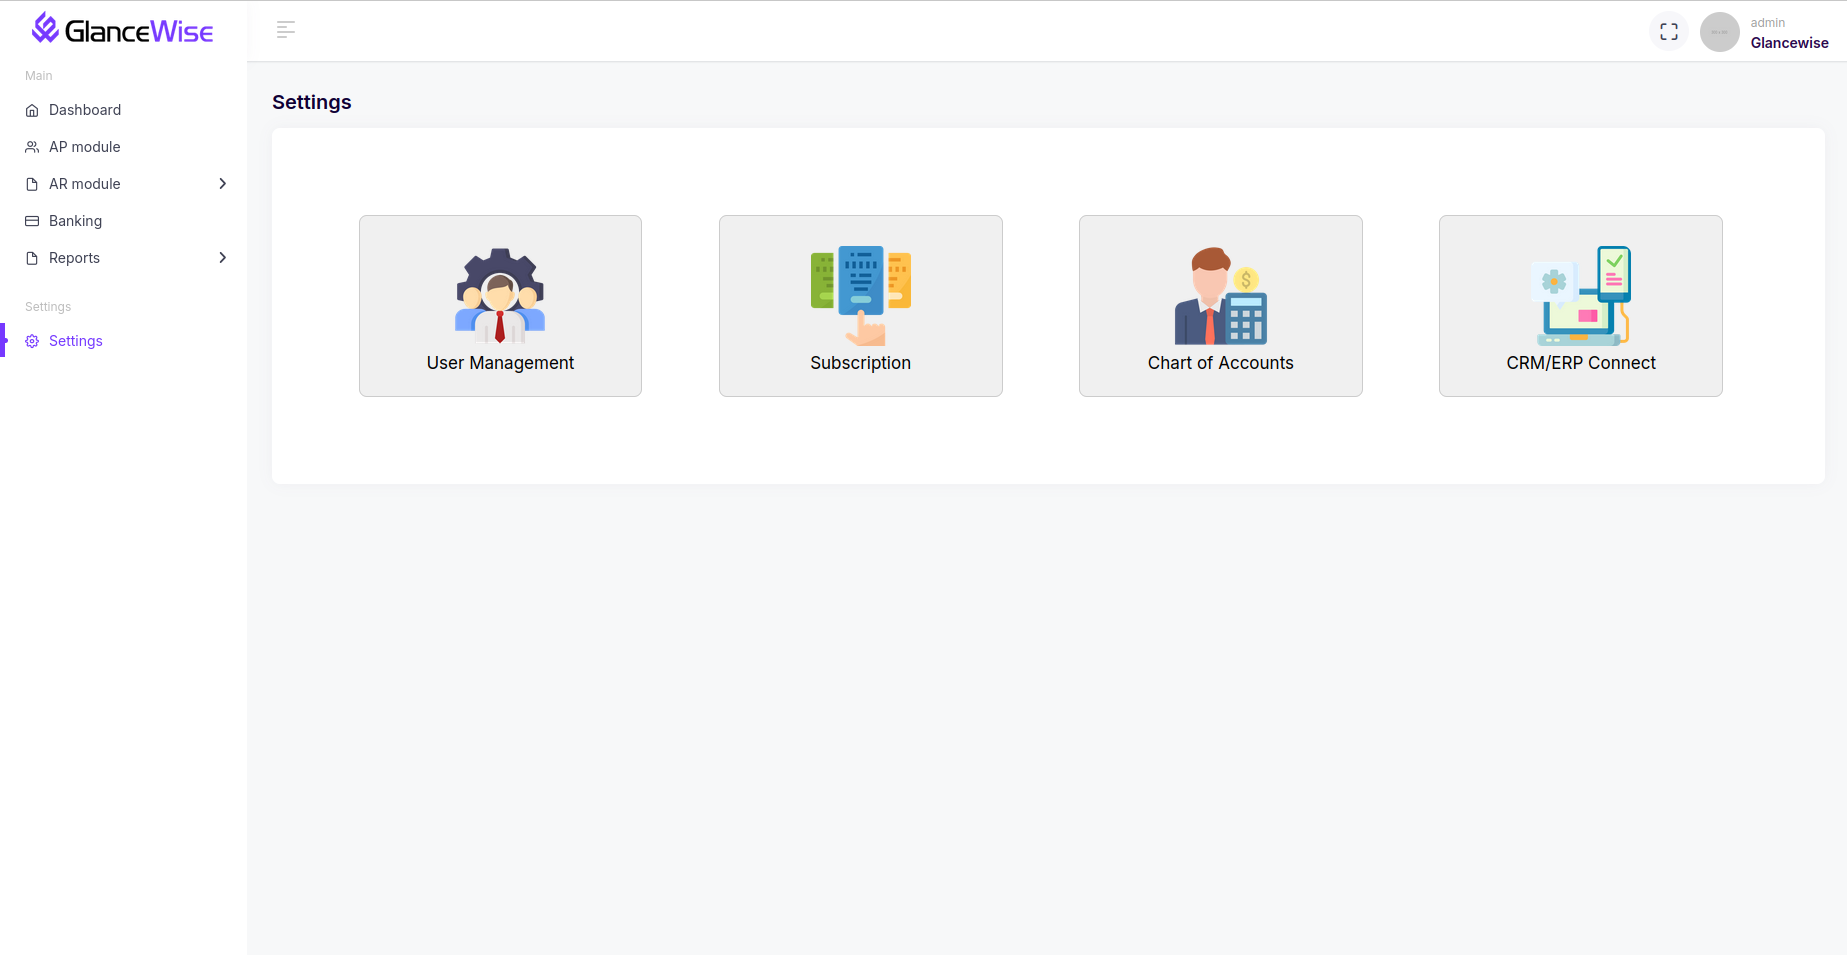 GlanceWise
admin
Glancewise
Main
Dashboard
AP module
AR module
Banking
Reports
Settings
Settings
Settings
User Management
Subscription
Chart of Accounts
CRM/ERP Connect